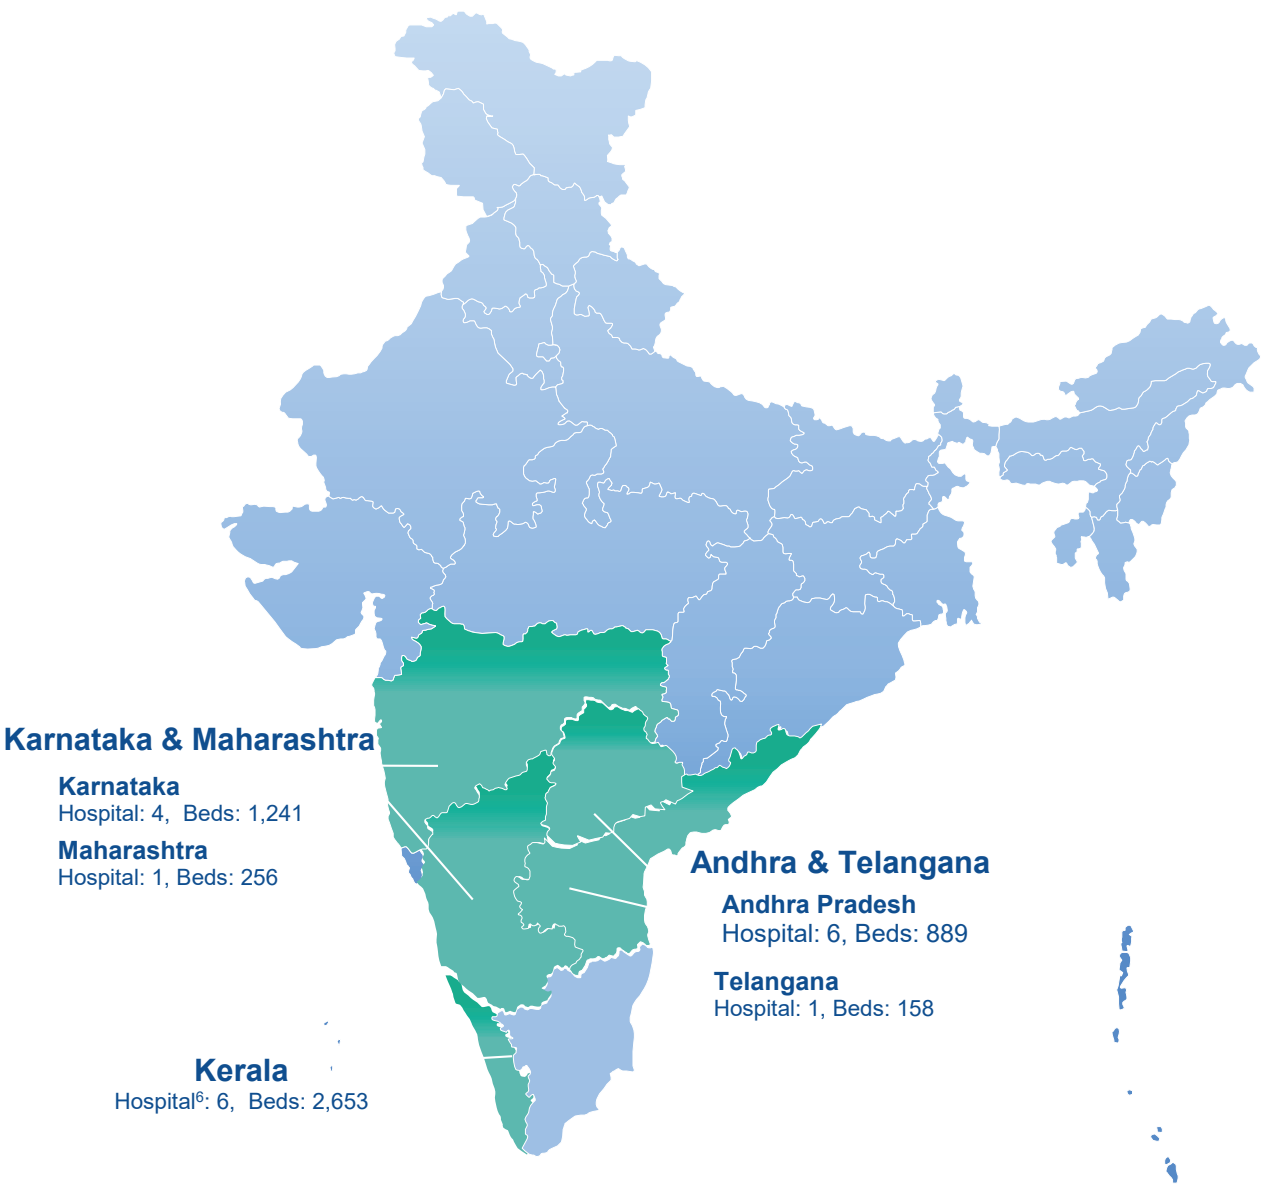 Karnataka & Maharashtra
Karnataka
Hospital: 4, Beds: 1,241
Maharashtra
Hospital: 1, Beds: 256
Andhra & Telangana
Andhra Pradesh
Hospital: 6, Beds: 889
Telangana
Hospital: 1, Beds: 158
Kerala
Hospital⁶: 6, Beds: 2,653